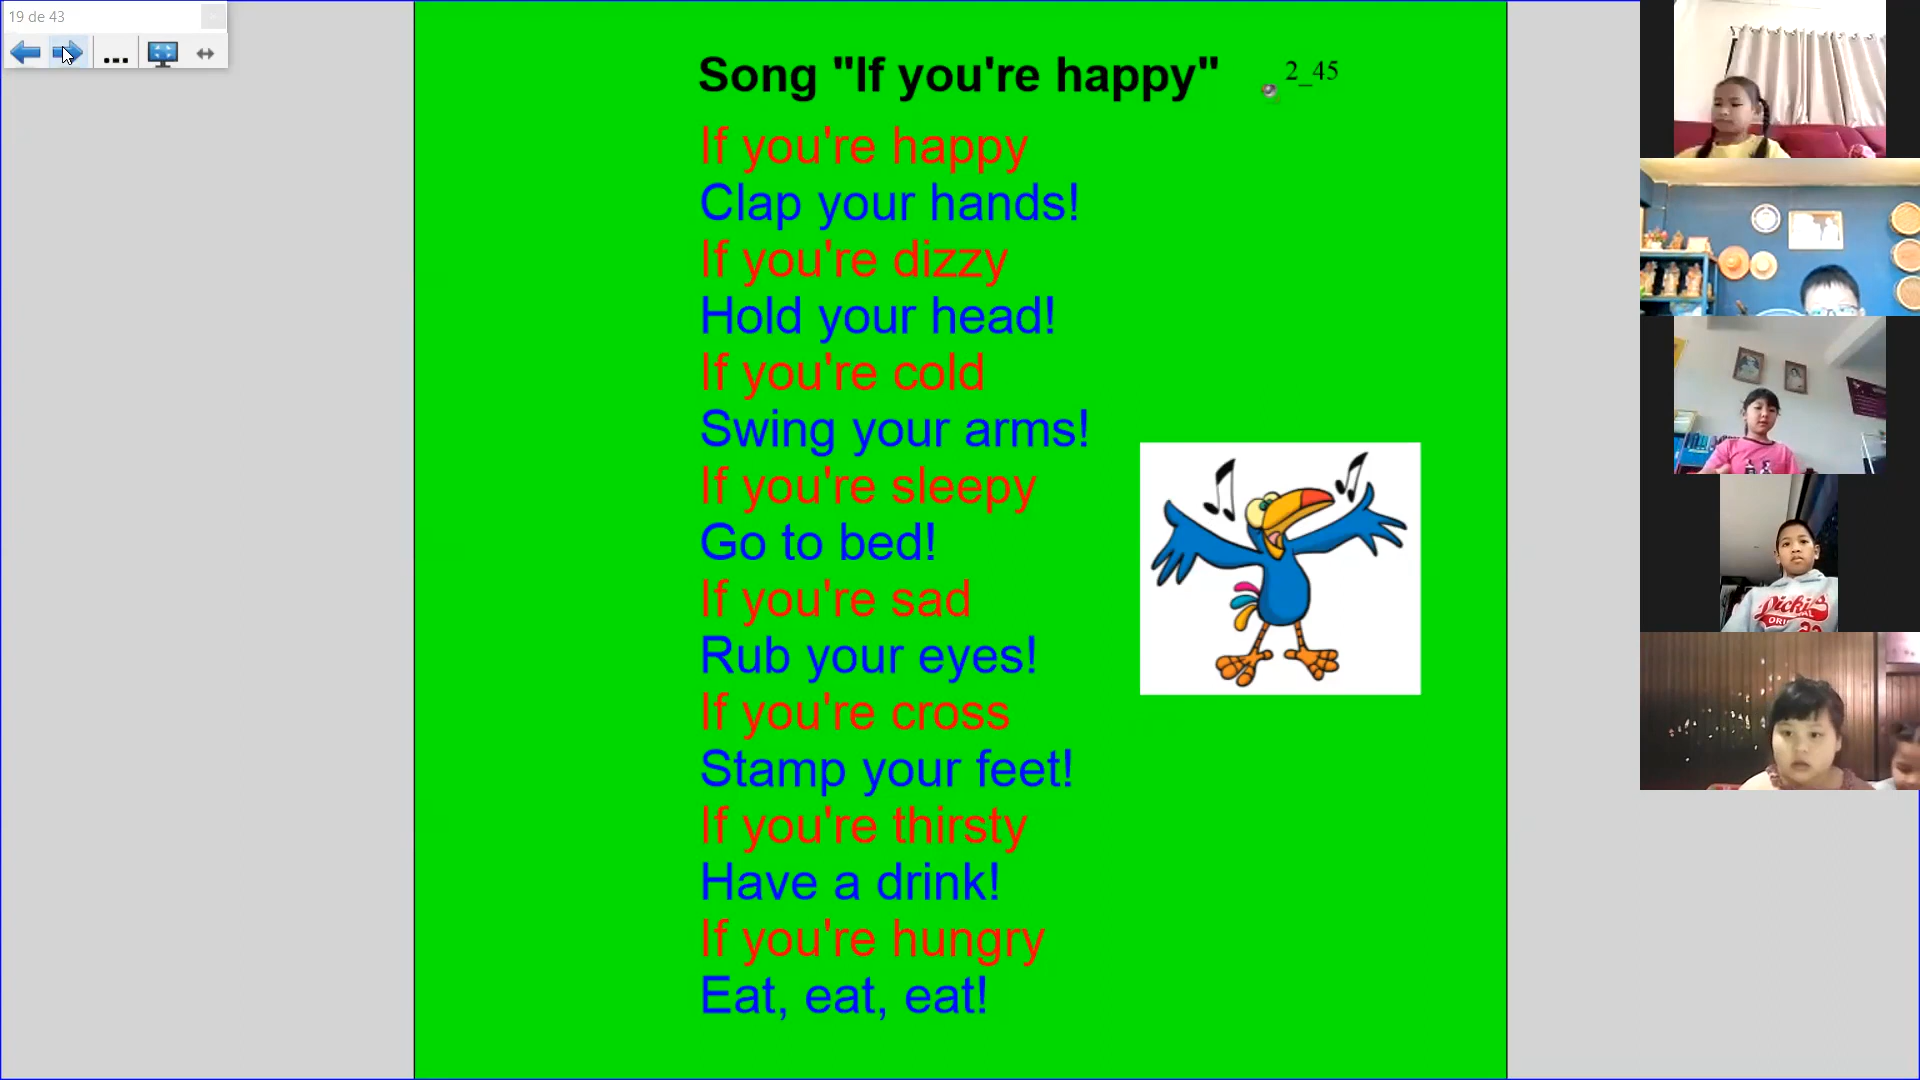 19 de 43
...
Song "If you're happy"
2_45
If you're happy
Clap your hands!
If you're dizzy
Hold your head!
If you're cold
Swing your arms!
If you're sleepy
Go to bed!
If you're sad
Rub your eyes!
If you're cross
Stamp your feet!
If you're thirsty
Have a drink!
If you're hungry
Eat, eat, eat!
Dickies